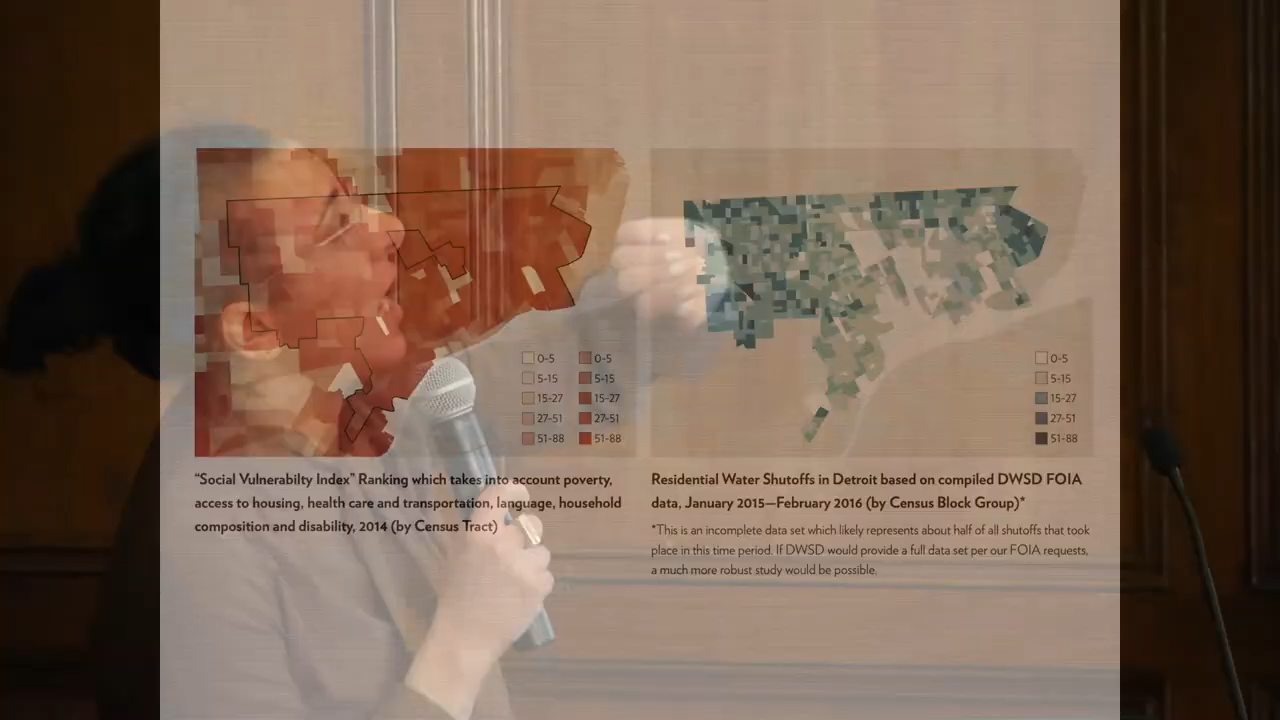 0-5 0-5
5-15 5-15
15-27 15-27
27-51 27-51
51-88 51-88
"Social Vulnerabilty Index" Ranking which takes into account poverty,
access to housing, health care and transportation, language, household
composition and disability, 2014 (by Census Tract)
0-5
5-15
15-27
27-51
51-88
Residential Water Shutoffs in Detroit based on compiled DWSD FOIA
data, January 2015—February 2016 (by Census Block Group)*
*This is an incomplete data set which likely represents about half of all shutoffs that took
place in this time period. If DWSD would provide a full data set per our FOIA requests,
a much more robust study would be possible.